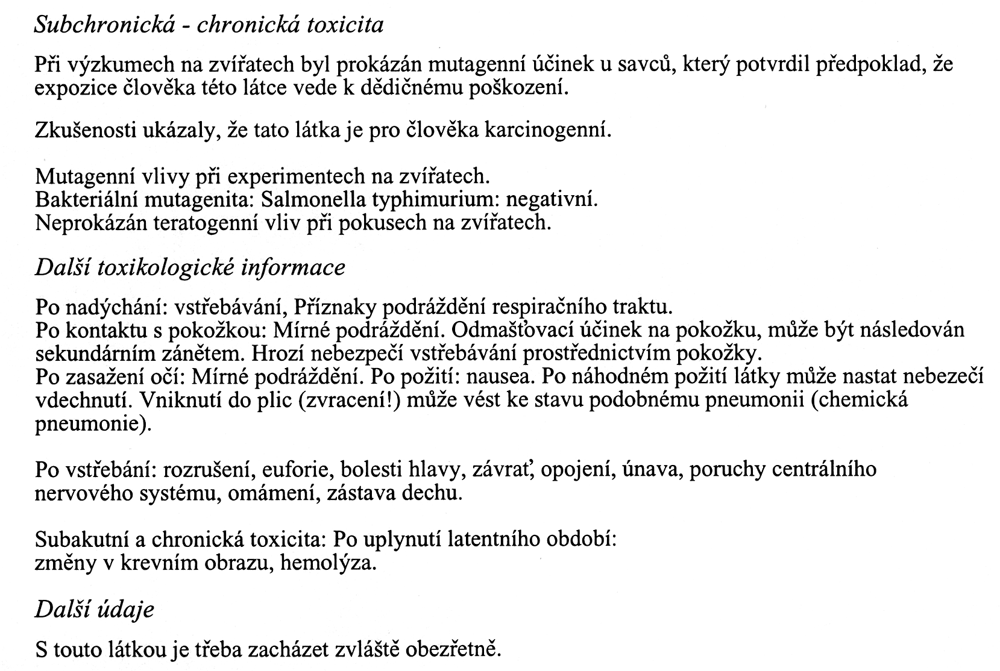 Subchronická - chronická toxicita
Při výzkumech na zvířatech byl prokázán mutagenní účinek u savců, který potvrdil předpoklad, že
expozice člověka této látce vede k dědičnému poškození.
Zkušenosti ukázaly, že tato látka je pro člověka karcinogenní.
Mutagenní vlivy při experimentech na zvířatech.
Bakteriální mutagenita: Salmonella typhimurium: negativní.
Neprokázán teratogenní vliv při pokusech na zvířatech.
Další toxikologické informace
Po nadýchání: vstřebávání, Příznaky podráždění respiračního traktu.
Po kontaktu s pokožkou: Mírné podráždění. Odmašťovací účinek na pokožku, může být následován
sekundárním zánětem. Hrozí nebezpečí vstřebávání prostřednictvím pokožky.
Po zasažení očí: Mírné podráždění. Po požití: nausea. Po náhodném požití látky může nastat nebezečí
vdechnutí. Vniknutí do plic (zvracení!) může vést ke stavu podobnému pneumonii (chemická
pneumonie).
Po vstřebání: rozrušení, euforie, bolesti hlavy, závrať, opojení, únava, poruchy centrálního
nervového systému, omámení, zástava dechu.
Subakutní a chronická toxicita: Po uplynutí latentního období:
změny v krevním obrazu, hemolýza.
Další údaje
S touto látkou je třeba zacházet zvláště obezřetně.